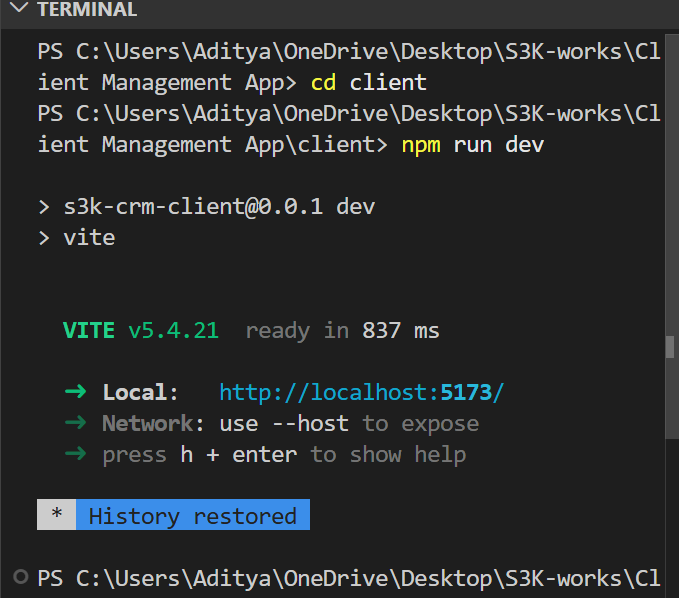 TERMINAL
PS C:\Users\Aditya\OneDrive\Desktop\S3K-works\Cl
ient Management App> cd client
PS C:\Users\Aditya\OneDrive\Desktop\S3K-works\Cl
ient Management App\client> npm run dev
> s3k-crm-client@0.0.1 dev
> vite
VITE v5.4.21  ready in 837 ms
➜ Local:   http://localhost:5173/
➜ Network: use --host to expose
➜ press h + enter to show help
* History restored
PS C:\Users\Aditya\OneDrive\Desktop\S3K-works\Cl